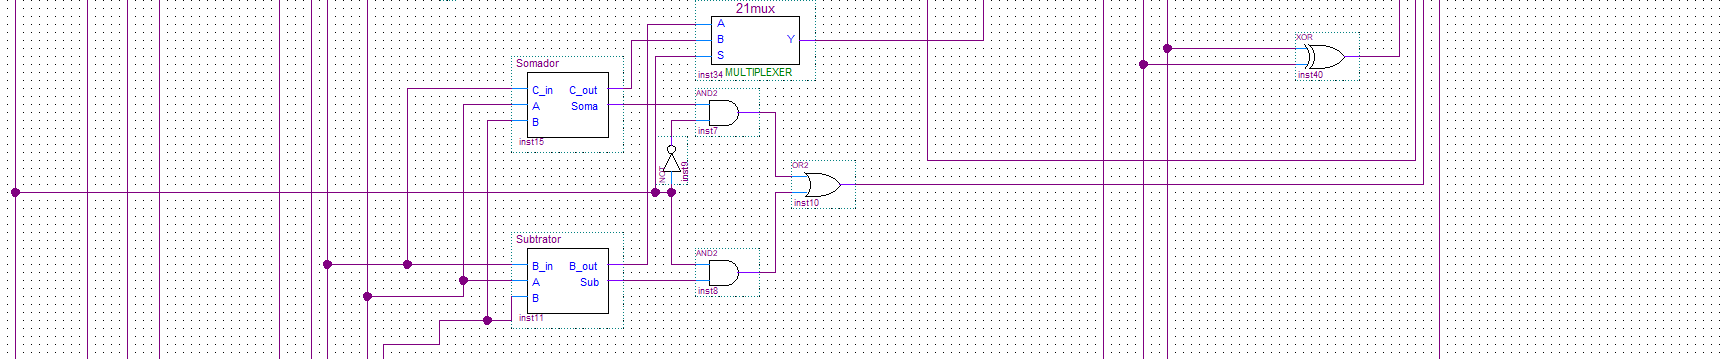 21mux
A
B
S
Y
inst34
MULTIPLEXER
XOR
inst40
Somador
C_in
C_out
A
Soma
B
inst15
AND2
inst7
NOT
inst9
OR2
inst10
Subtrator
B_in
B_out
A
Sub
B
inst11
AND2
inst8